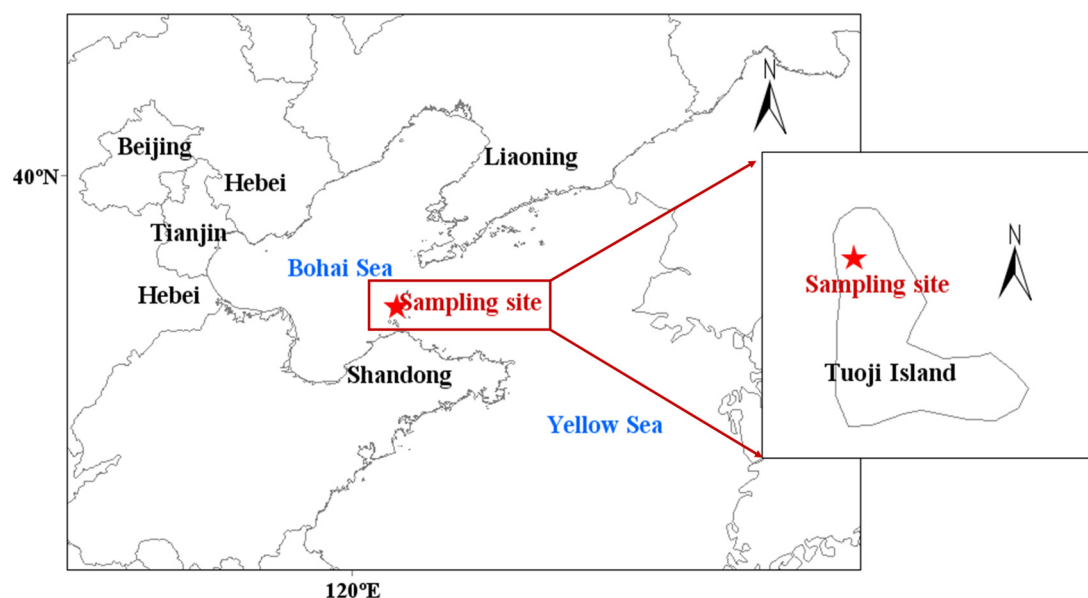 N
Beijing
Liaoning
40°N
Hebei
Tianjin
N
Bohai Sea
Sampling site
Hebei
Sampling site
Shandong
Tuoji Island
Yellow Sea
120°E